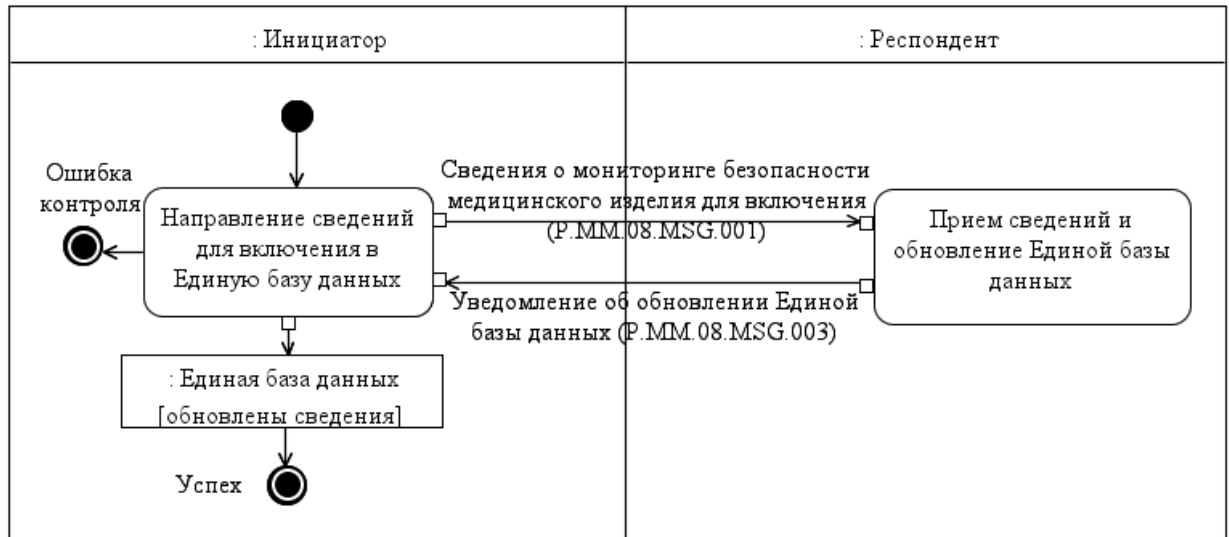 : Инициатор
: Респондент
Ошибка
контроля
Направление сведений
для включения в
Единую базу данных
Сведения о мониторинге безопасности
медицинского изделия для включения
(P.MM.08.MSG.001)
Прием сведений и
обновление Единой базы
данных
Уведомление об обновлении Единой
базы данных (P.MM.08.MSG.003)
: Единая база данных
[обновлены сведения]
Успех